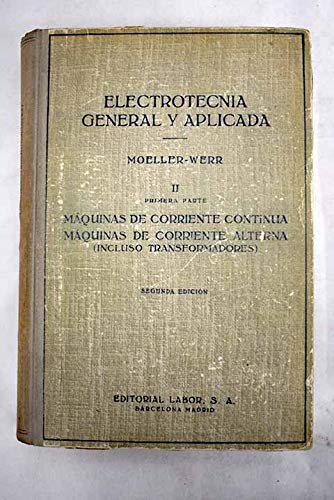 ELECTROTECNIA
GENERAL Y APLICADA
MOELLER-WERR
II
PRIMERA PARTE
MÁQUINAS DE CORRIENTE CONTINUA
MÁQUINAS DE CORRIENTE ALTERNA
(INCLUSO TRANSFORMADORES)
SEGUNDA EDICIÓN
EDITORIAL LABOR, S. A.
BARCELONA MADRID